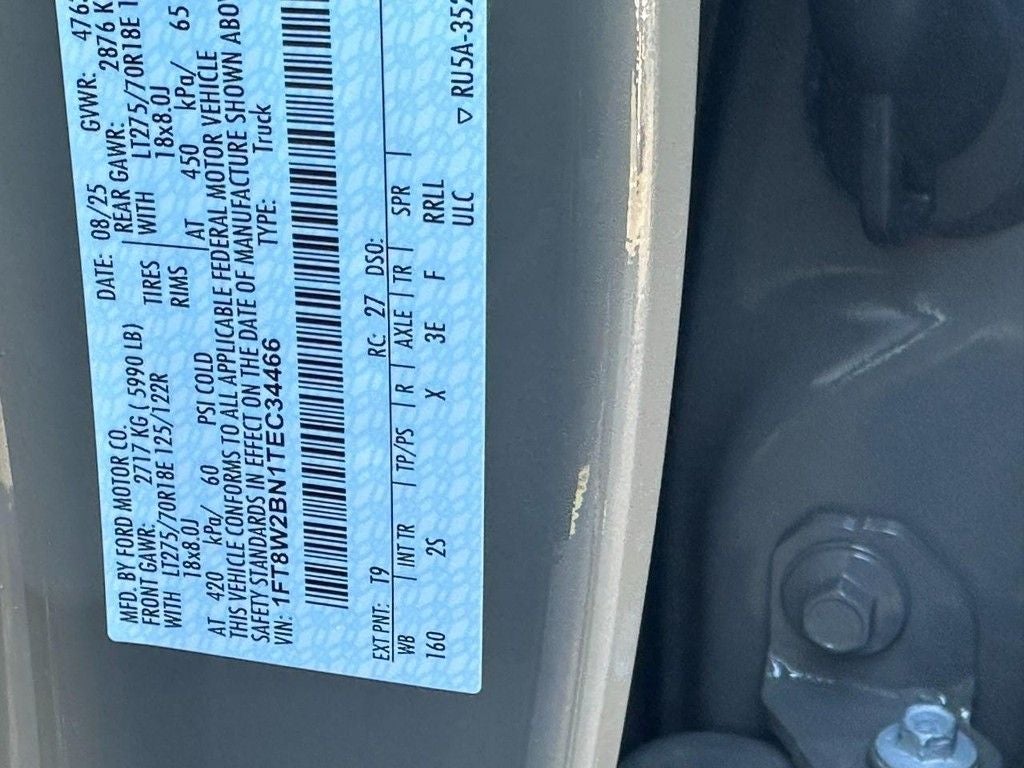 MFD. BY FORD MOTOR CO.
DATE: 08/25 GVWR:
FRONT GAWR: 2717 KG ( 5990 LB) REAR GAWR: 2876 K
WITH LT275/70R18E 125/122R TIRES WITH LT275/70R18E 1
18x8.0J RIMS 18x8.0J
AT 420 kPa/ 60 PSI COLD AT 450 kPa/ 65
THIS VEHICLE CONFORMS TO ALL APPLICABLE FEDERAL MOTOR VEHICLE
SAFETY STANDARDS IN EFFECT ON THE DATE OF MANUFACTURE SHOWN ABO
VIN: 1FT8W2BN1TEC34466 TYPE: Truck
EXT PNT: T9 RC: 27 DSO:
WB | INT TR | TP/PS | R | AXLE | TR | SPR |
160 2S X 3E F RRLL
ULC
▽ RU5A-352